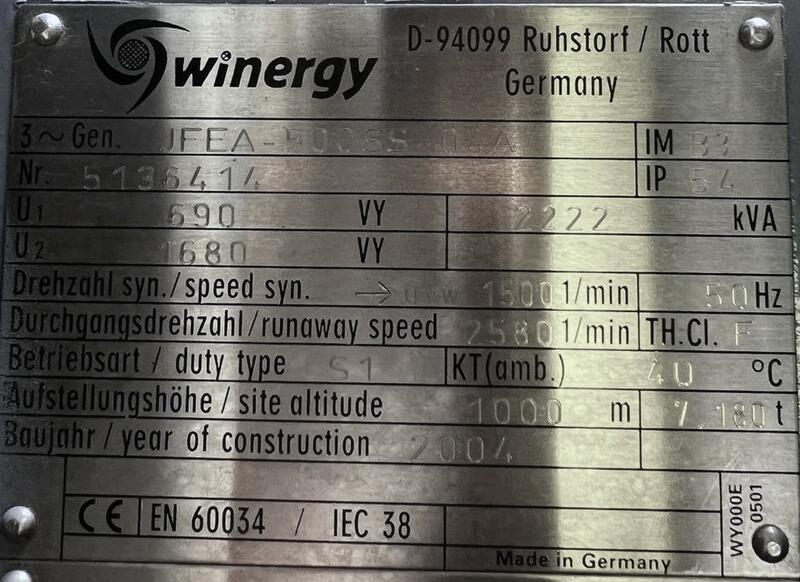 winergy
D-94099 Ruhstorf / Rott
Germany
3~ Gen. JFEA- IM B3
Nr. 5136414 IP 54
U1 690 VY 2222 kVA
U2 1680 VY
Drehzahl syn./speed syn. → UVW 1500 1/min 50 Hz
Durchgangsdrehzahl/runaway speed 2580 1/min TH.Cl. F
Betriebsart / duty type S1 KT(amb.) 40 °C
Aufstellungshöhe / site altitude 1000 m 7.180 t
Baujahr / year of construction 2004
CE EN 60034 / IEC 38
WY000E
0501
Made in Germany